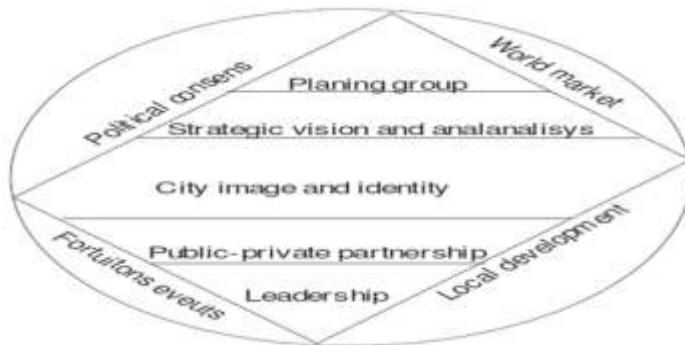 Political consens
World market
Planing group
Strategic vision and analanalisys
City image and identity
Public-private partnership
Leadership
Fortuitons eveuts
Local development